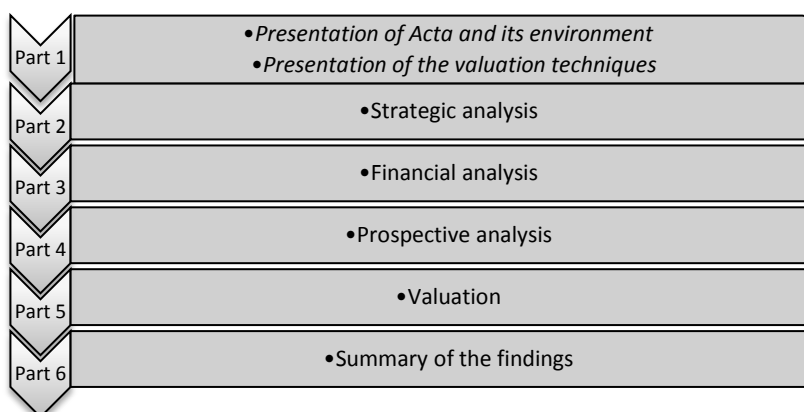 Part 1
•Presentation of Acta and its environment
•Presentation of the valuation techniques
Part 2
•Strategic analysis
Part 3
•Financial analysis
Part 4
•Prospective analysis
Part 5
•Valuation
Part 6
•Summary of the findings